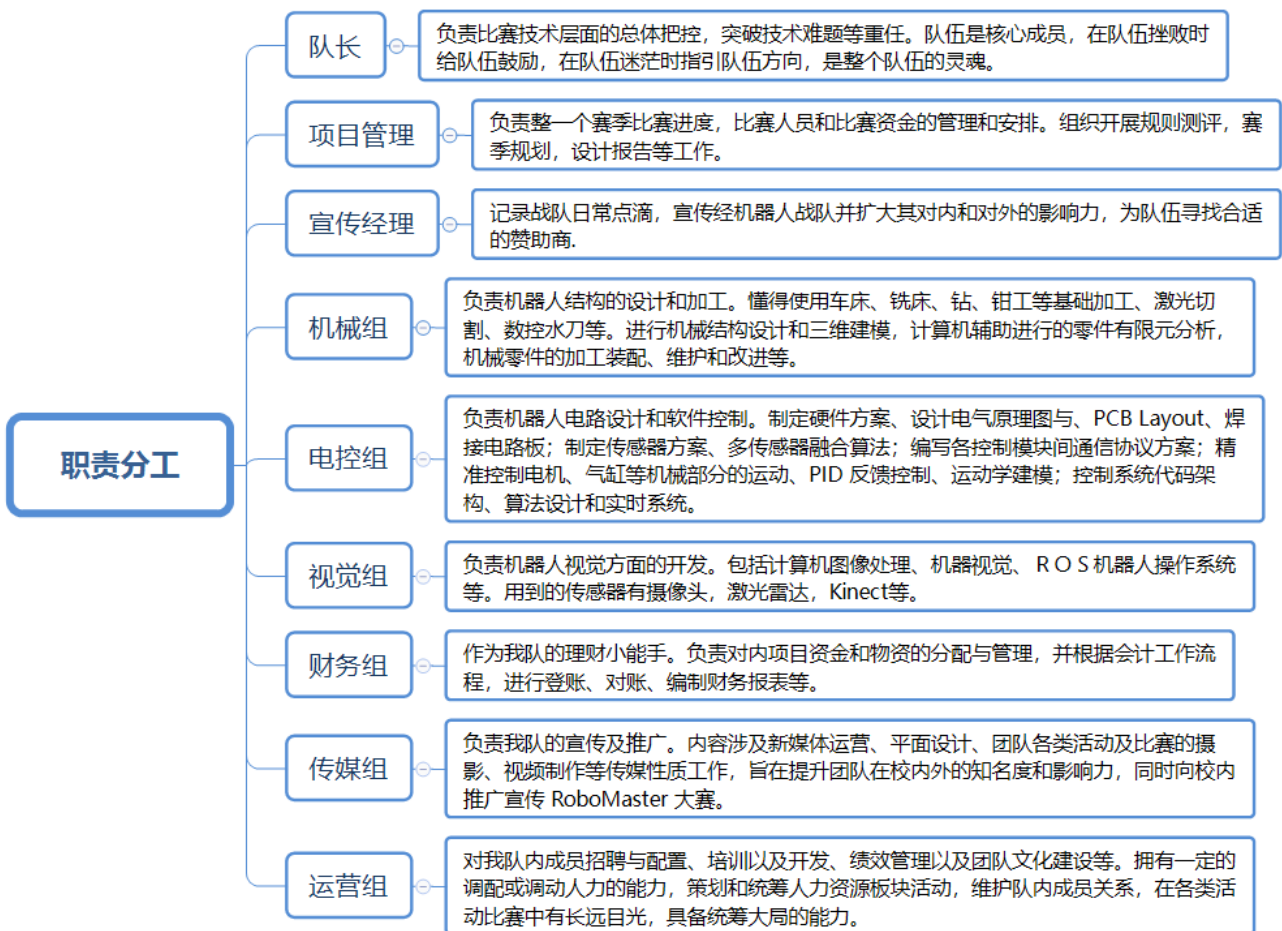 队长
负责比赛技术层面的总体把控，突破技术难题等重任。队伍是核心成员，在队伍挫败时
给队伍鼓励，在队伍迷茫时指引队伍方向，是整个队伍的灵魂。
项目管理
负责整一个赛季比赛进度，比赛人员和比赛资金的管理和安排。组织开展规则测评，赛
季规划，设计报告等工作。
宣传经理
记录战队日常点滴，宣传经机器人战队并扩大其对内和对外的影响力，为队伍寻找合适
的赞助商.
机械组
负责机器人结构的设计和加工。懂得使用车床、铣床、钻、钳工等基础加工、激光切
割、数控水刀等。进行机械结构设计和三维建模，计算机辅助进行的零件有限元分析，
机械零件的加工装配、维护和改进等。
职责分工
电控组
负责机器人电路设计和软件控制。制定硬件方案、设计电气原理图与、PCB Layout、焊
接电路板；制定传感器方案、多传感器融合算法；编写各控制模块间通信协议方案；精
准控制电机、气缸等机械部分的运动、PID 反馈控制、运动学建模；控制系统代码架
构、算法设计和实时系统。
视觉组
负责机器人视觉方面的开发。包括计算机图像处理、机器视觉、ＲＯＳ机器人操作系统
等。用到的传感器有摄像头，激光雷达，Kinect等。
财务组
作为我队的理财小能手。负责对内项目资金和物资的分配与管理，并根据会计工作流
程，进行登账、对账、编制财务报表等。
传媒组
负责我队的宣传及推广。内容涉及新媒体运营、平面设计、团队各类活动及比赛的摄
影、视频制作等传媒性质工作，旨在提升团队在校内外的知名度和影响力，同时向校内
推广宣传 RoboMaster 大赛。
运营组
对我队内成员招聘与配置、培训以及开发、绩效管理以及团队文化建设等。拥有一定的
调配或调动人力的能力，策划和统筹人力资源板块活动，维护队内成员关系，在各类活
动比赛中有长远目光，具备统筹大局的能力。